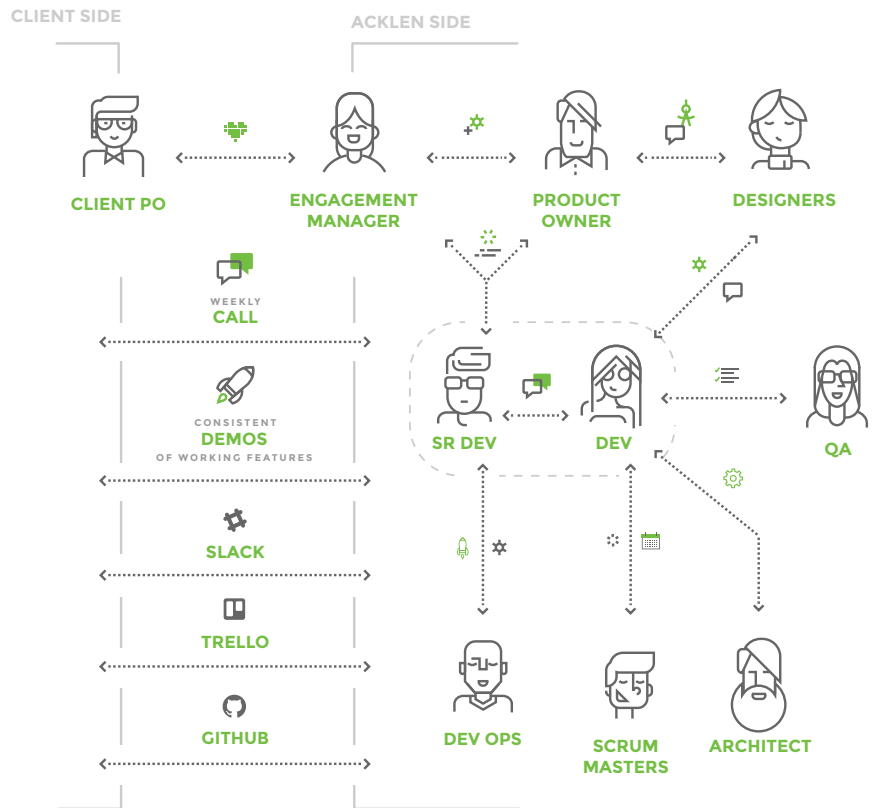 CLIENT SIDE
ACKLEN SIDE
CLIENT PO
ENGAGEMENT
MANAGER
PRODUCT
OWNER
DESIGNERS
WEEKLY
CALL
CONSISTENT
DEMOS
OF WORKING FEATURES
SR DEV
DEV
QA
SLACK
TRELLO
GITHUB
DEV OPS
SCRUM
MASTERS
ARCHITECT